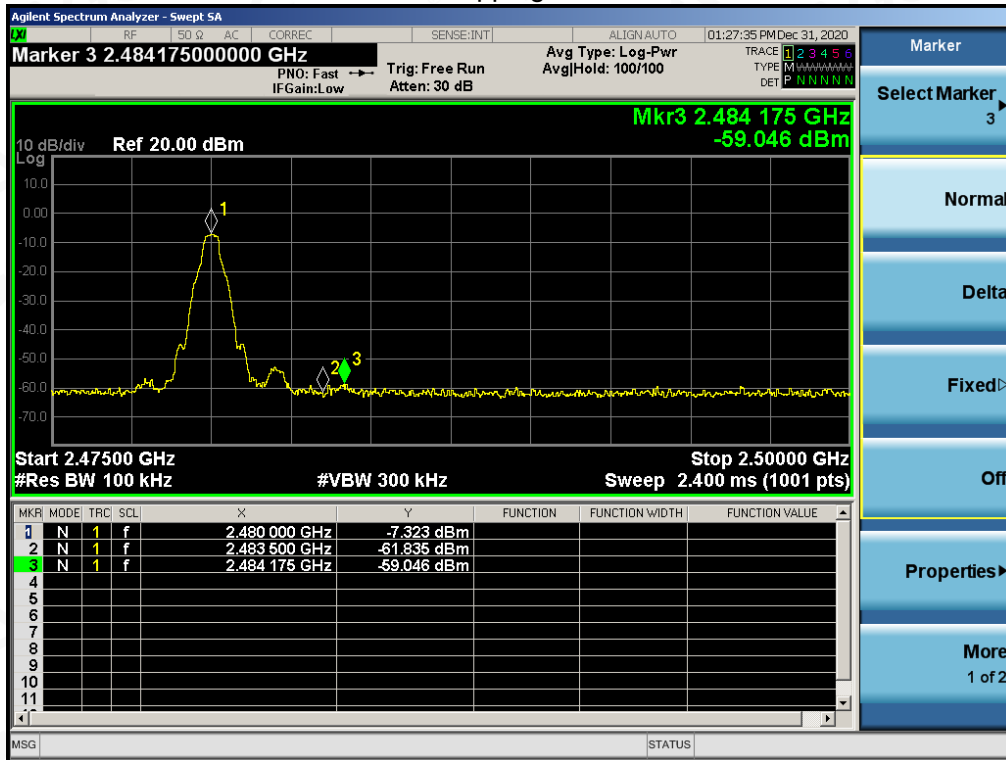 Agilent Spectrum Analyzer - Swept SA
LXI RF 50 Ω AC CORREC SENSE:INT ALIGN AUTO 01:27:35 PM Dec 31, 2020
Marker 3 2.484175000000 GHz
PNO: Fast
IFGain:Low
Trig: Free Run
Atten: 30 dB
Avg Type: Log-Pwr
Avg|Hold: 100/100
TRACE 1 2 3 4 5 6
TYPE M W W W W W
DET P N N N N N
Mkr3 2.484 175 GHz
-59.046 dBm
10 dB/div Ref 20.00 dBm
Log
10.0
0.00
-10.0
-20.0
-30.0
-40.0
-50.0
-60.0
-70.0
1
2
3
Start 2.47500 GHz Stop 2.50000 GHz
#Res BW 100 kHz #VBW 300 kHz Sweep 2.400 ms (1001 pts)
MKR MODE TRC SCL X Y FUNCTION FUNCTION WIDTH FUNCTION VALUE
1 N 1 f 2.480 000 GHz -7.323 dBm
2 N 1 f 2.483 500 GHz -61.835 dBm
3 N 1 f 2.484 175 GHz -59.046 dBm
4
5
6
7
8
9
10
11
MSG STATUS
Marker
Select Marker
3
Normal
Delta
Fixed
Off
Properties
More
1 of 2